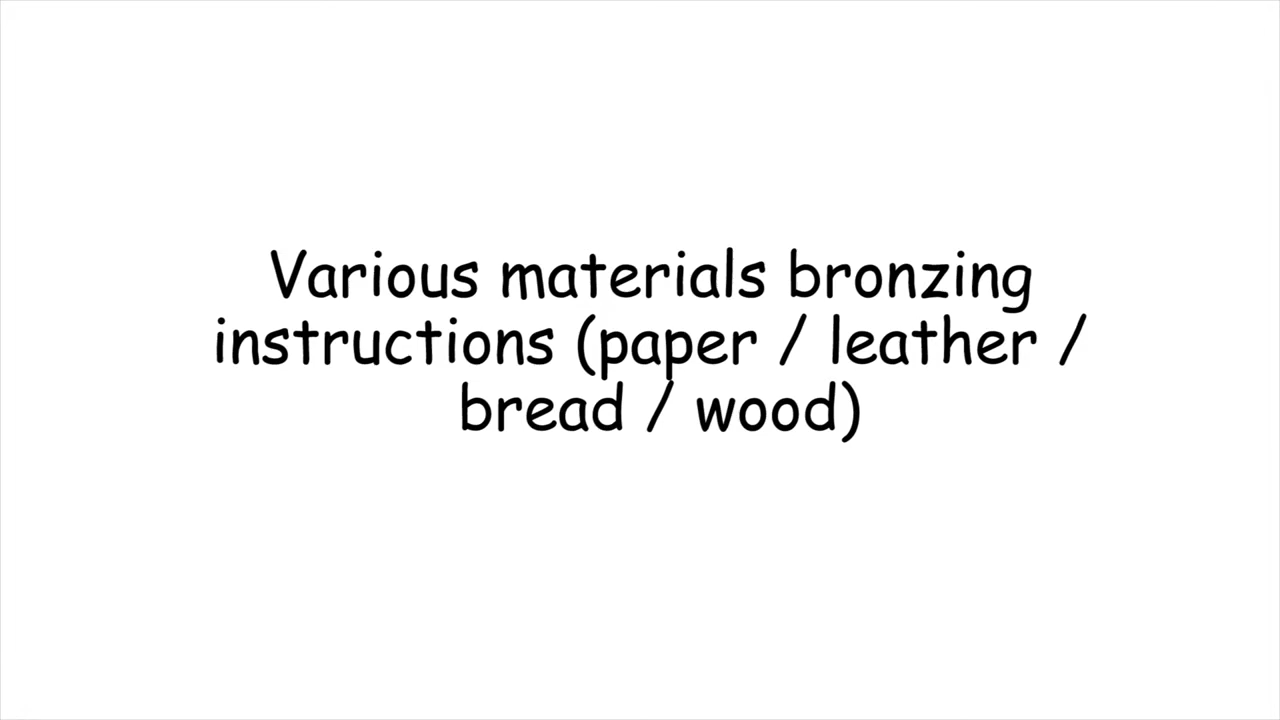 Various materials bronzing
instructions (paper / leather /
bread / wood)